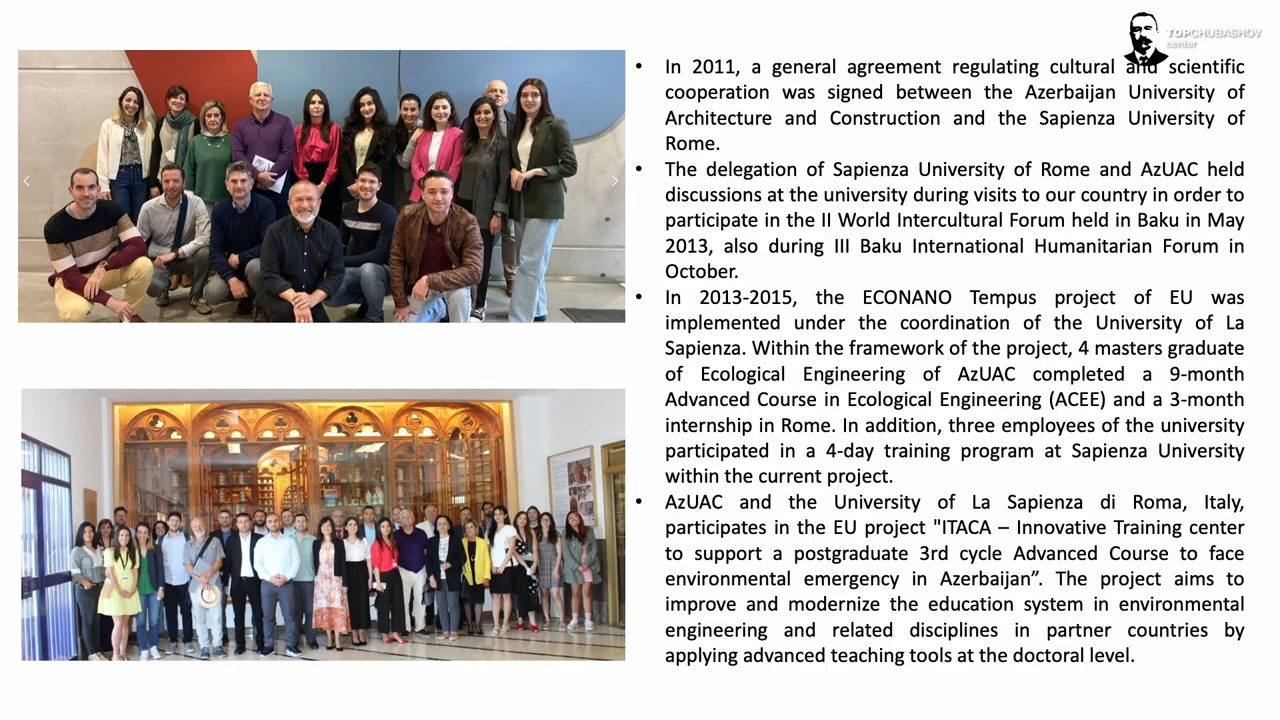 TOPCHUBASHOV
center
• In 2011, a general agreement regulating cultural and scientific
cooperation was signed between the Azerbaijan University of
Architecture and Construction and the Sapienza University of
Rome.
• The delegation of Sapienza University of Rome and AzUAC held
discussions at the university during visits to our country in order to
participate in the II World Intercultural Forum held in Baku in May
2013, also during III Baku International Humanitarian Forum in
October.
• In 2013-2015, the ECONANO Tempus project of EU was
implemented under the coordination of the University of La
Sapienza. Within the framework of the project, 4 masters graduate
of Ecological Engineering of AzUAC completed a 9-month
Advanced Course in Ecological Engineering (ACEE) and a 3-month
internship in Rome. In addition, three employees of the university
participated in a 4-day training program at Sapienza University
within the current project.
• AzUAC and the University of La Sapienza di Roma, Italy,
participates in the EU project "ITACA – Innovative Training center
to support a postgraduate 3rd cycle Advanced Course to face
environmental emergency in Azerbaijan”. The project aims to
improve and modernize the education system in environmental
engineering and related disciplines in partner countries by
applying advanced teaching tools at the doctoral level.